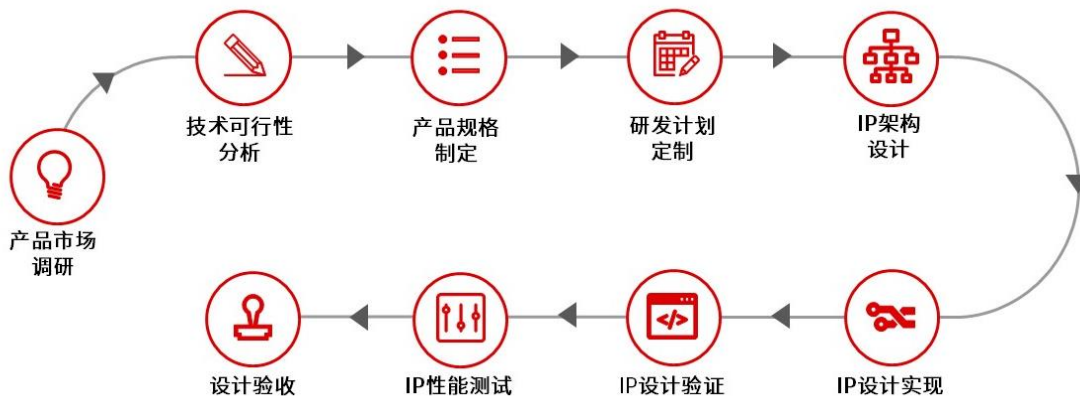 产品市场
调研
技术可行性
分析
产品规格
制定
研发计划
定制
IP架构
设计
IP设计实现
IP设计验证
</>
IP性能测试
设计验收